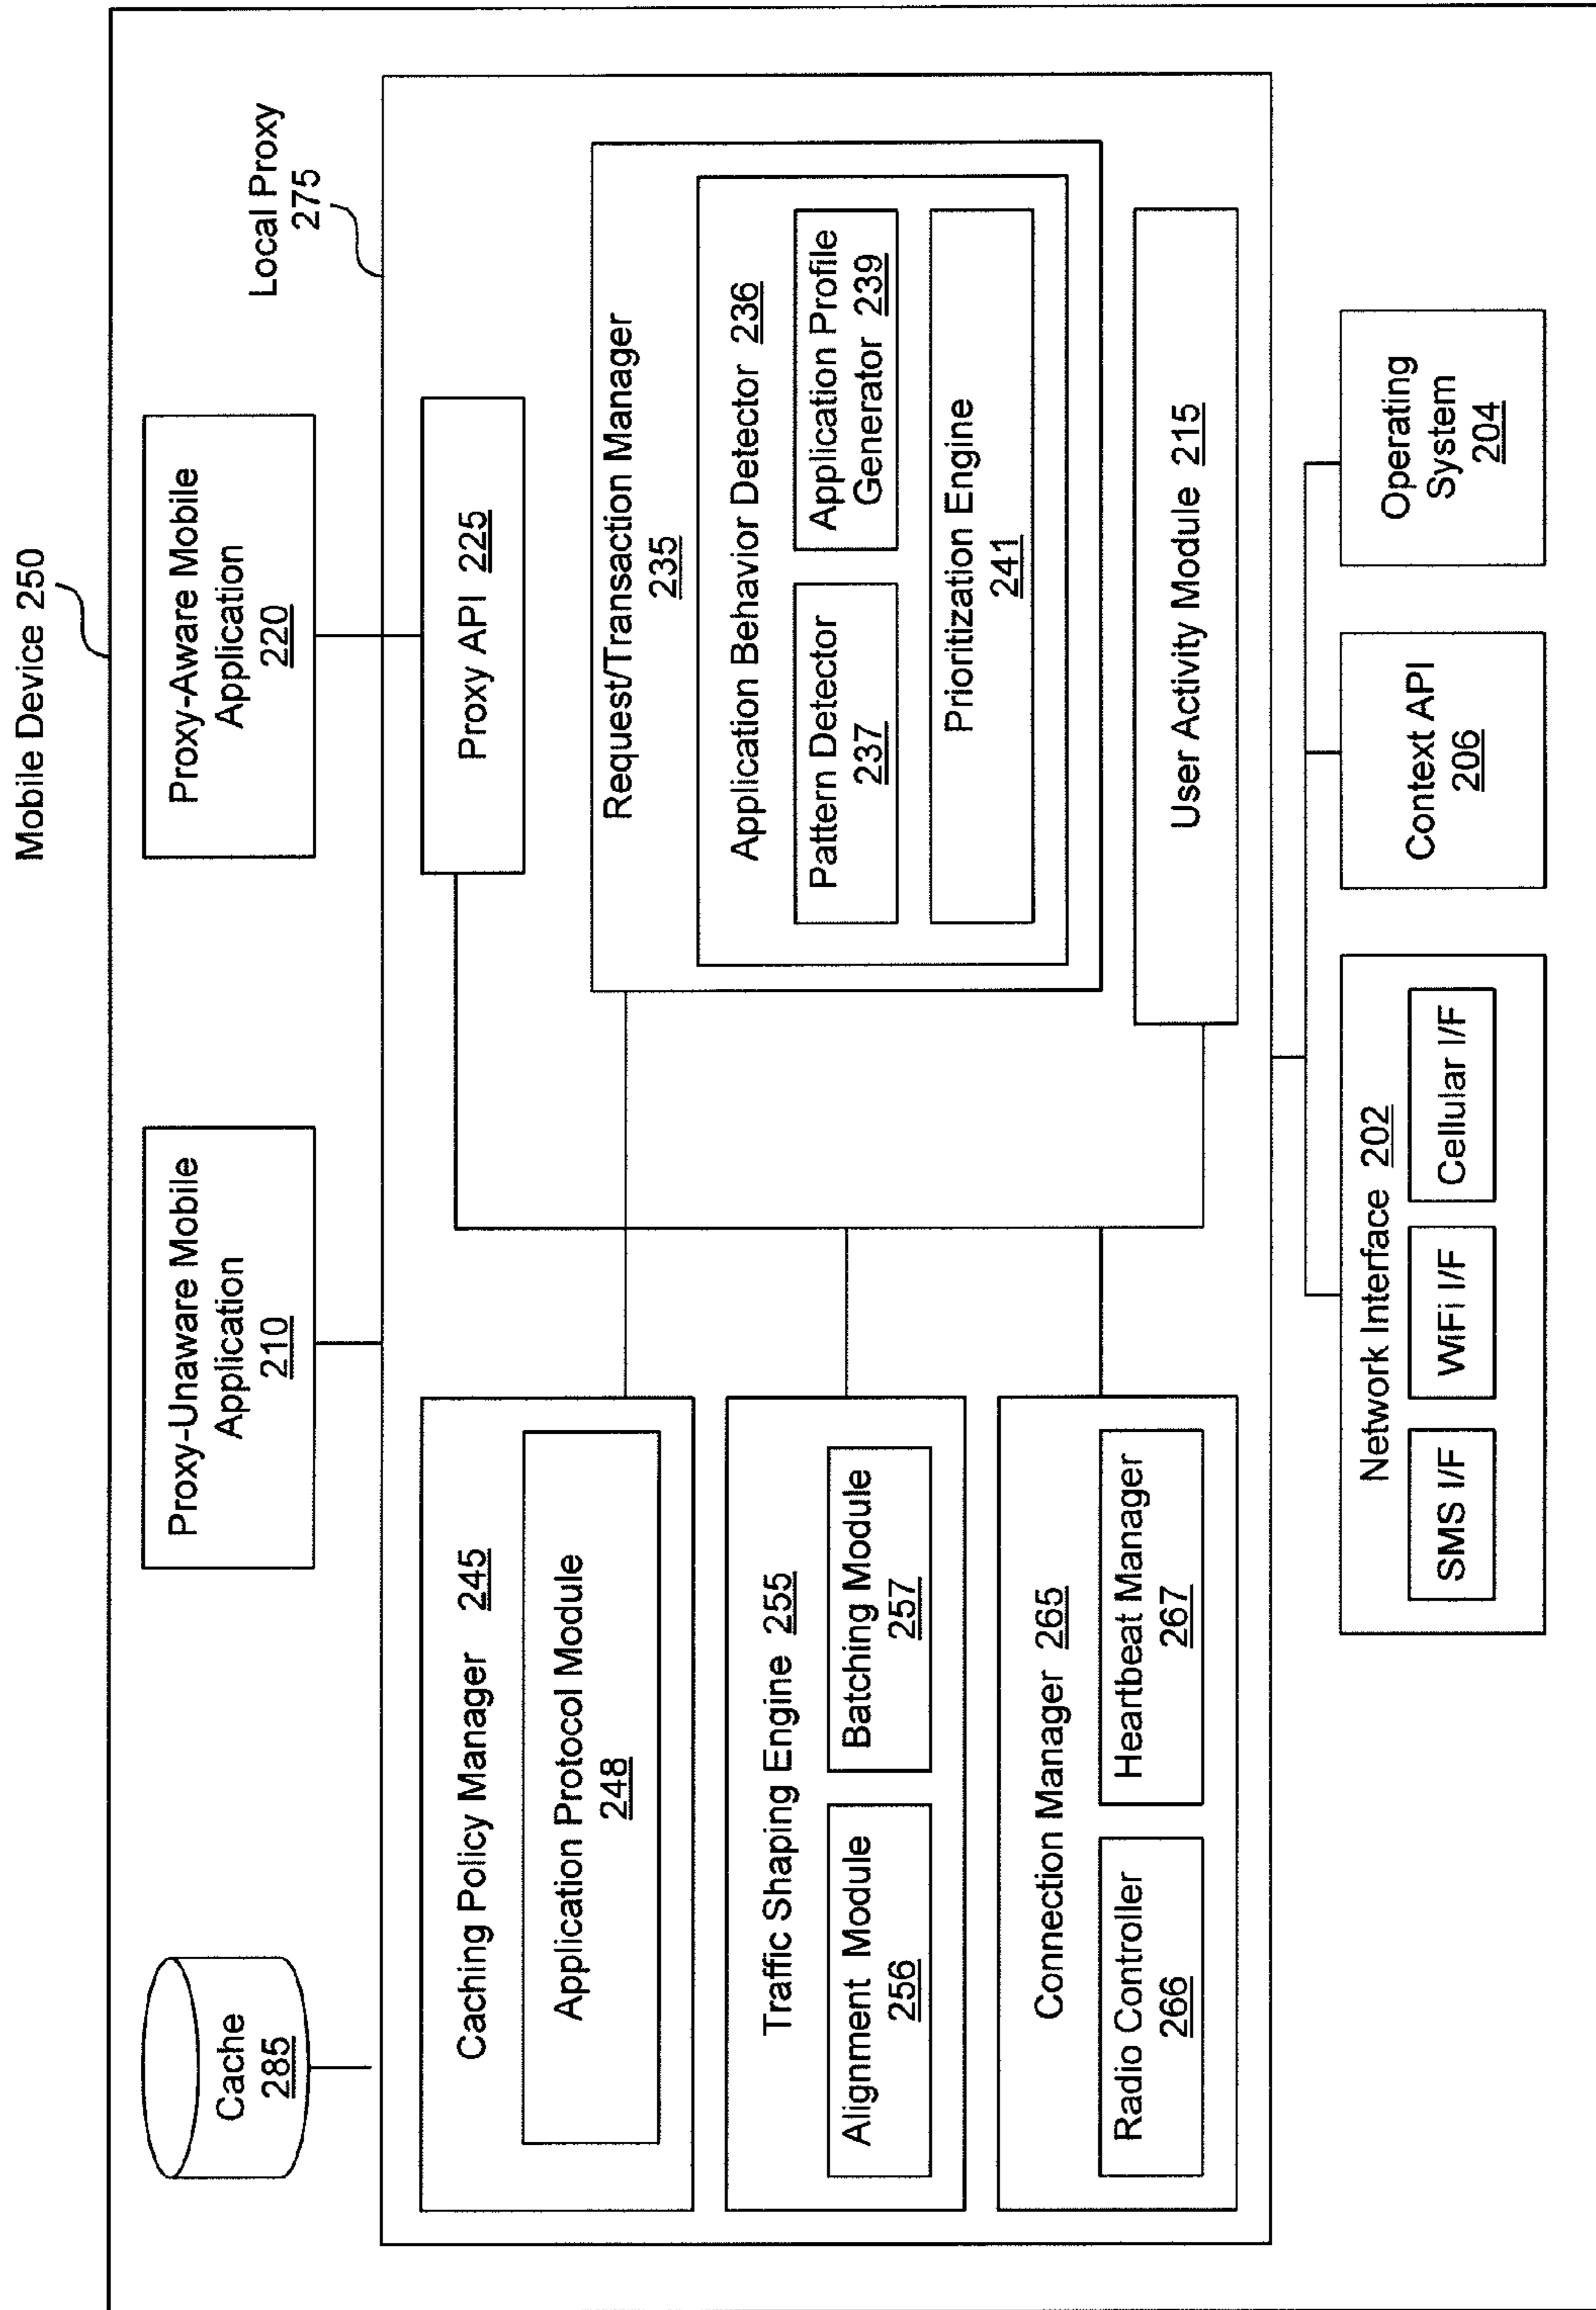 Mobile Device 250
Cache
285
Proxy-Unaware Mobile
Application
210
Proxy-Aware Mobile
Application
220
Local Proxy
275
Caching Policy Manager 245
Application Protocol Module
248
Traffic Shaping Engine 255
Alignment Module
256
Batching Module
257
Connection Manager 265
Radio Controller
266
Heartbeat Manager
267
Proxy API 225
Request/Transaction Manager
235
Application Behavior Detector 236
Pattern Detector
237
Application Profile
Generator 239
Prioritization Engine
241
User Activity Module 215
Network Interface 202
SMS I/F
WiFi I/F
Cellular I/F
Context API
206
Operating
System
204